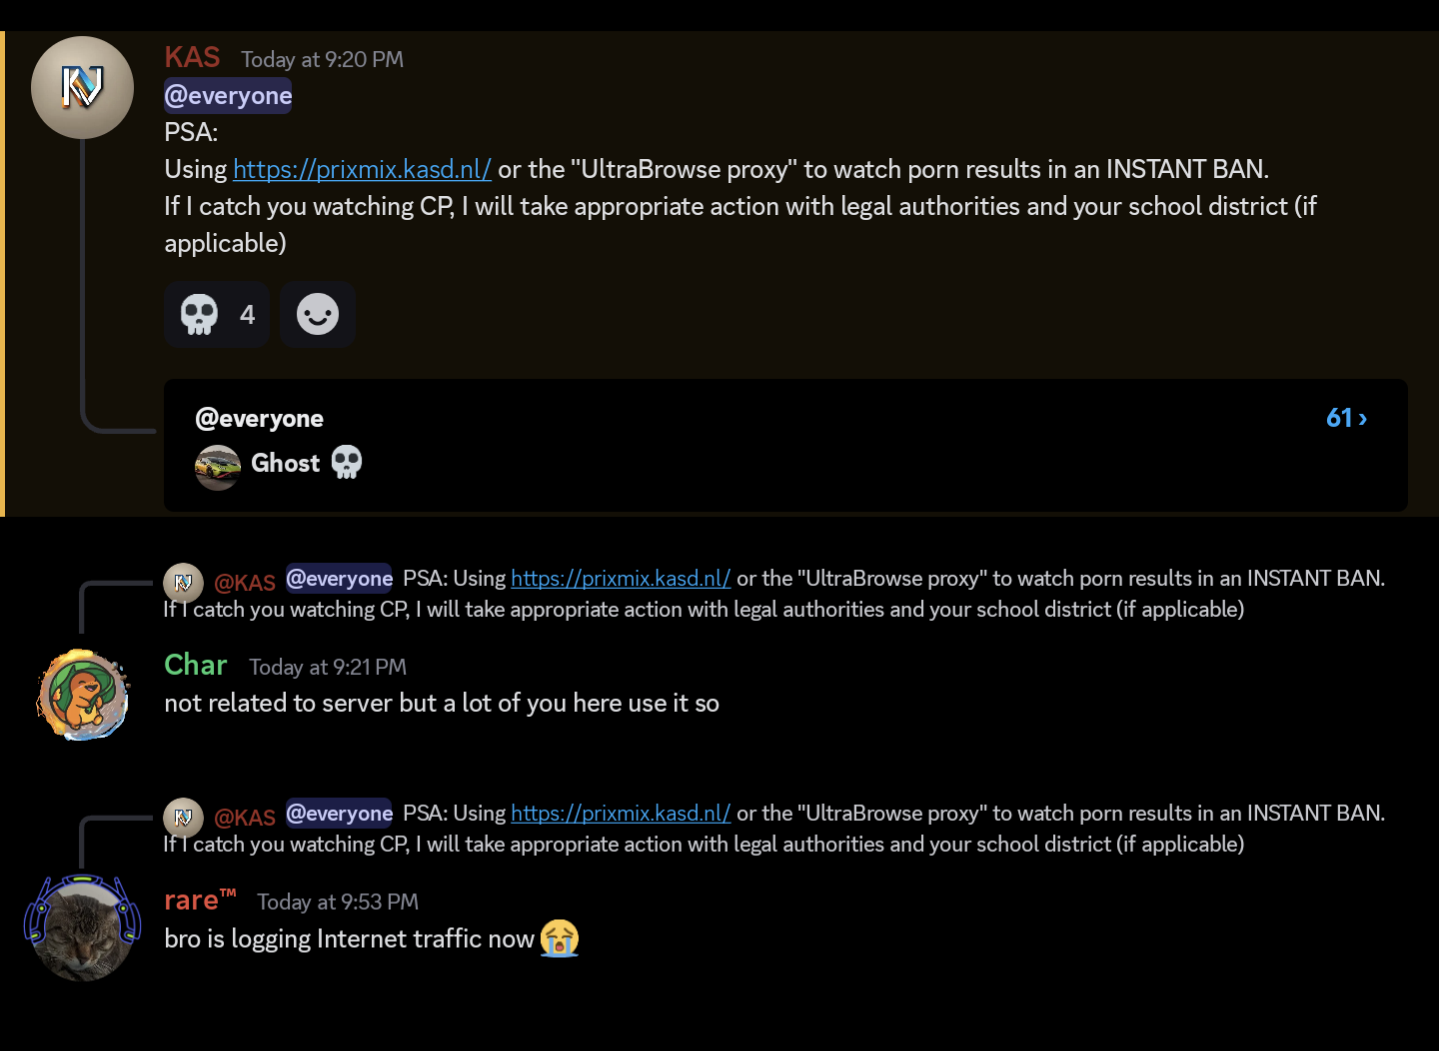 KAS Today at 9:20 PM
@everyone
PSA:
Using https://prixmix.kasd.nl/ or the "UltraBrowse proxy" to watch porn results in an INSTANT BAN.
If I catch you watching CP, I will take appropriate action with legal authorities and your school district (if
applicable)
💀 4
@everyone 61 ›
Ghost 💀
@KAS @everyone PSA: Using https://prixmix.kasd.nl/ or the "UltraBrowse proxy" to watch porn results in an INSTANT BAN.
If I catch you watching CP, I will take appropriate action with legal authorities and your school district (if applicable)
Char Today at 9:21 PM
not related to server but a lot of you here use it so
@KAS @everyone PSA: Using https://prixmix.kasd.nl/ or the "UltraBrowse proxy" to watch porn results in an INSTANT BAN.
If I catch you watching CP, I will take appropriate action with legal authorities and your school district (if applicable)
rare™ Today at 9:53 PM
bro is logging Internet traffic now 😭